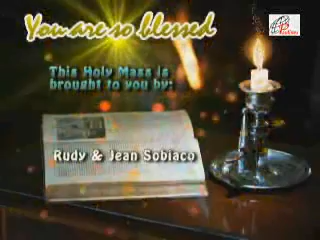 You are so blessed
This Holy Mass is
brought to you by:
Rudy & Jean Sobiaco